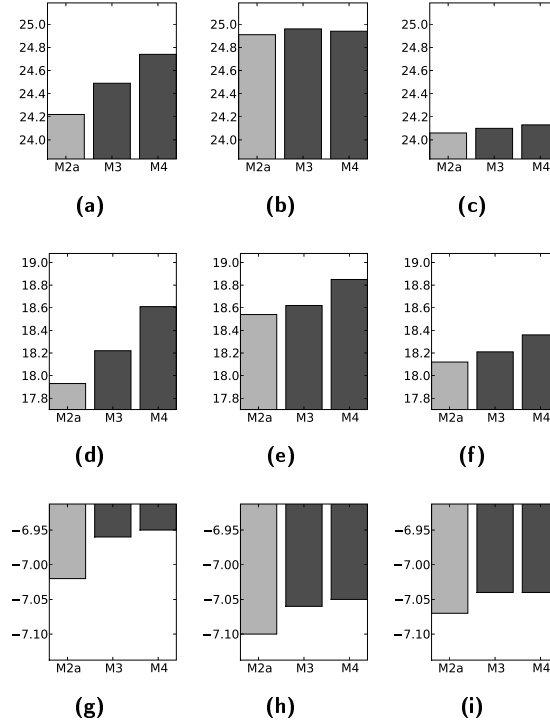 25.0 25.0 25.0
24.8 24.8 24.8
24.6 24.6 24.6
24.4 24.4 24.4
24.2 24.2 24.2
24.0 24.0 24.0
M2a M3 M4 M2a M3 M4 M2a M3 M4
(a) (b) (c)
19.0 19.0 19.0
18.8 18.8 18.8
18.6 18.6 18.6
18.4 18.4 18.4
18.2 18.2 18.2
18.0 18.0 18.0
17.8 17.8 17.8
M2a M3 M4 M2a M3 M4 M2a M3 M4
(d) (e) (f)
−6.95 −6.95 −6.95
−7.00 −7.00 −7.00
−7.05 −7.05 −7.05
−7.10 −7.10 −7.10
M2a M3 M4 M2a M3 M4 M2a M3 M4
(g) (h) (i)